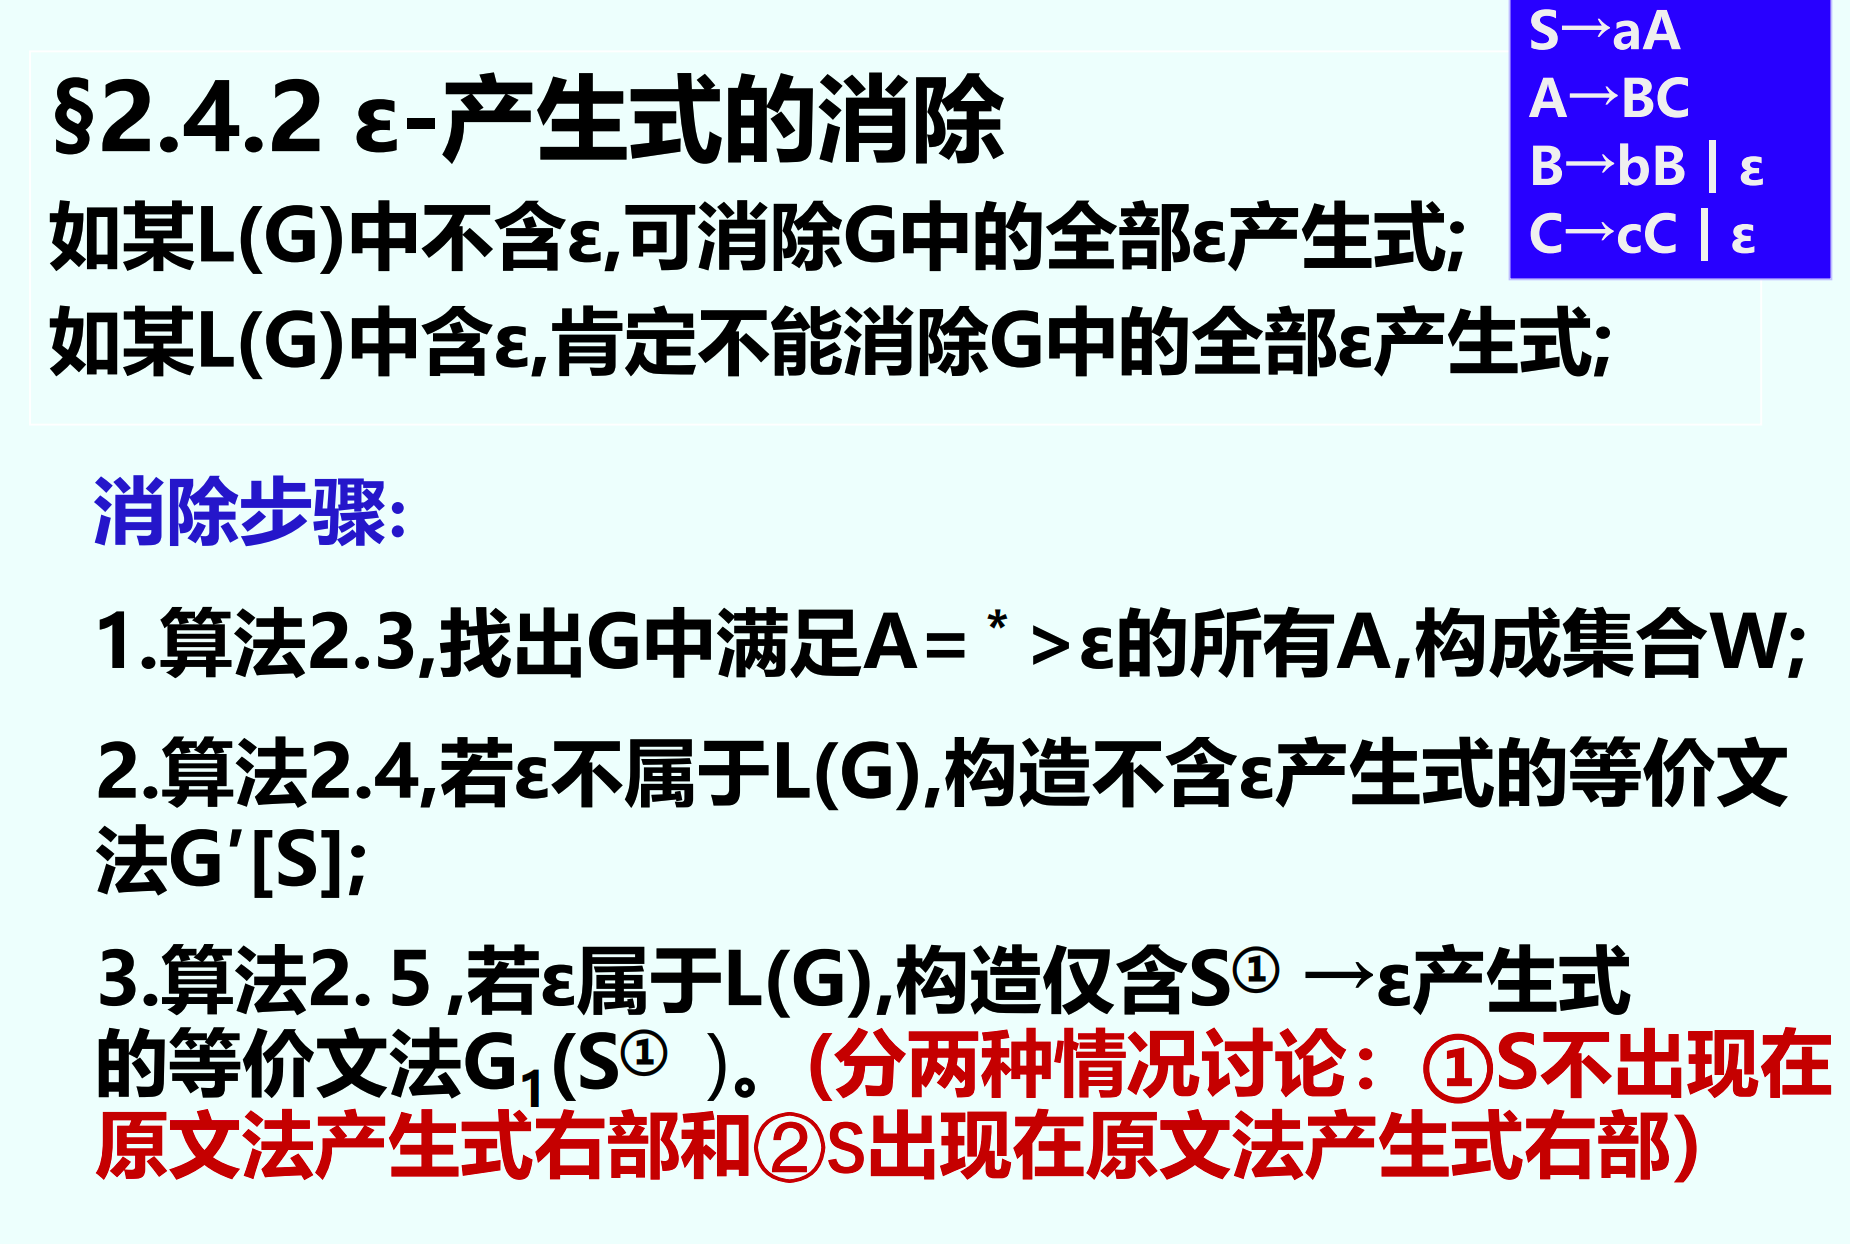 S→aA
A→BC
B→bB | ε
C→cC | ε
§2.4.2 ε-产生式的消除
如某L(G)中不含ε,可消除G中的全部ε产生式;
如某L(G)中含ε,肯定不能消除G中的全部ε产生式;
消除步骤:
1.算法2.3,找出G中满足A= * >ε的所有A,构成集合W;
2.算法2.4,若ε不属于L(G),构造不含ε产生式的等价文
法G′[S];
3.算法2. 5 ,若ε属于L(G),构造仅含S① →ε产生式
的等价文法G₁(S① )。 (分两种情况讨论：①S不出现在
原文法产生式右部和②S出现在原文法产生式右部）